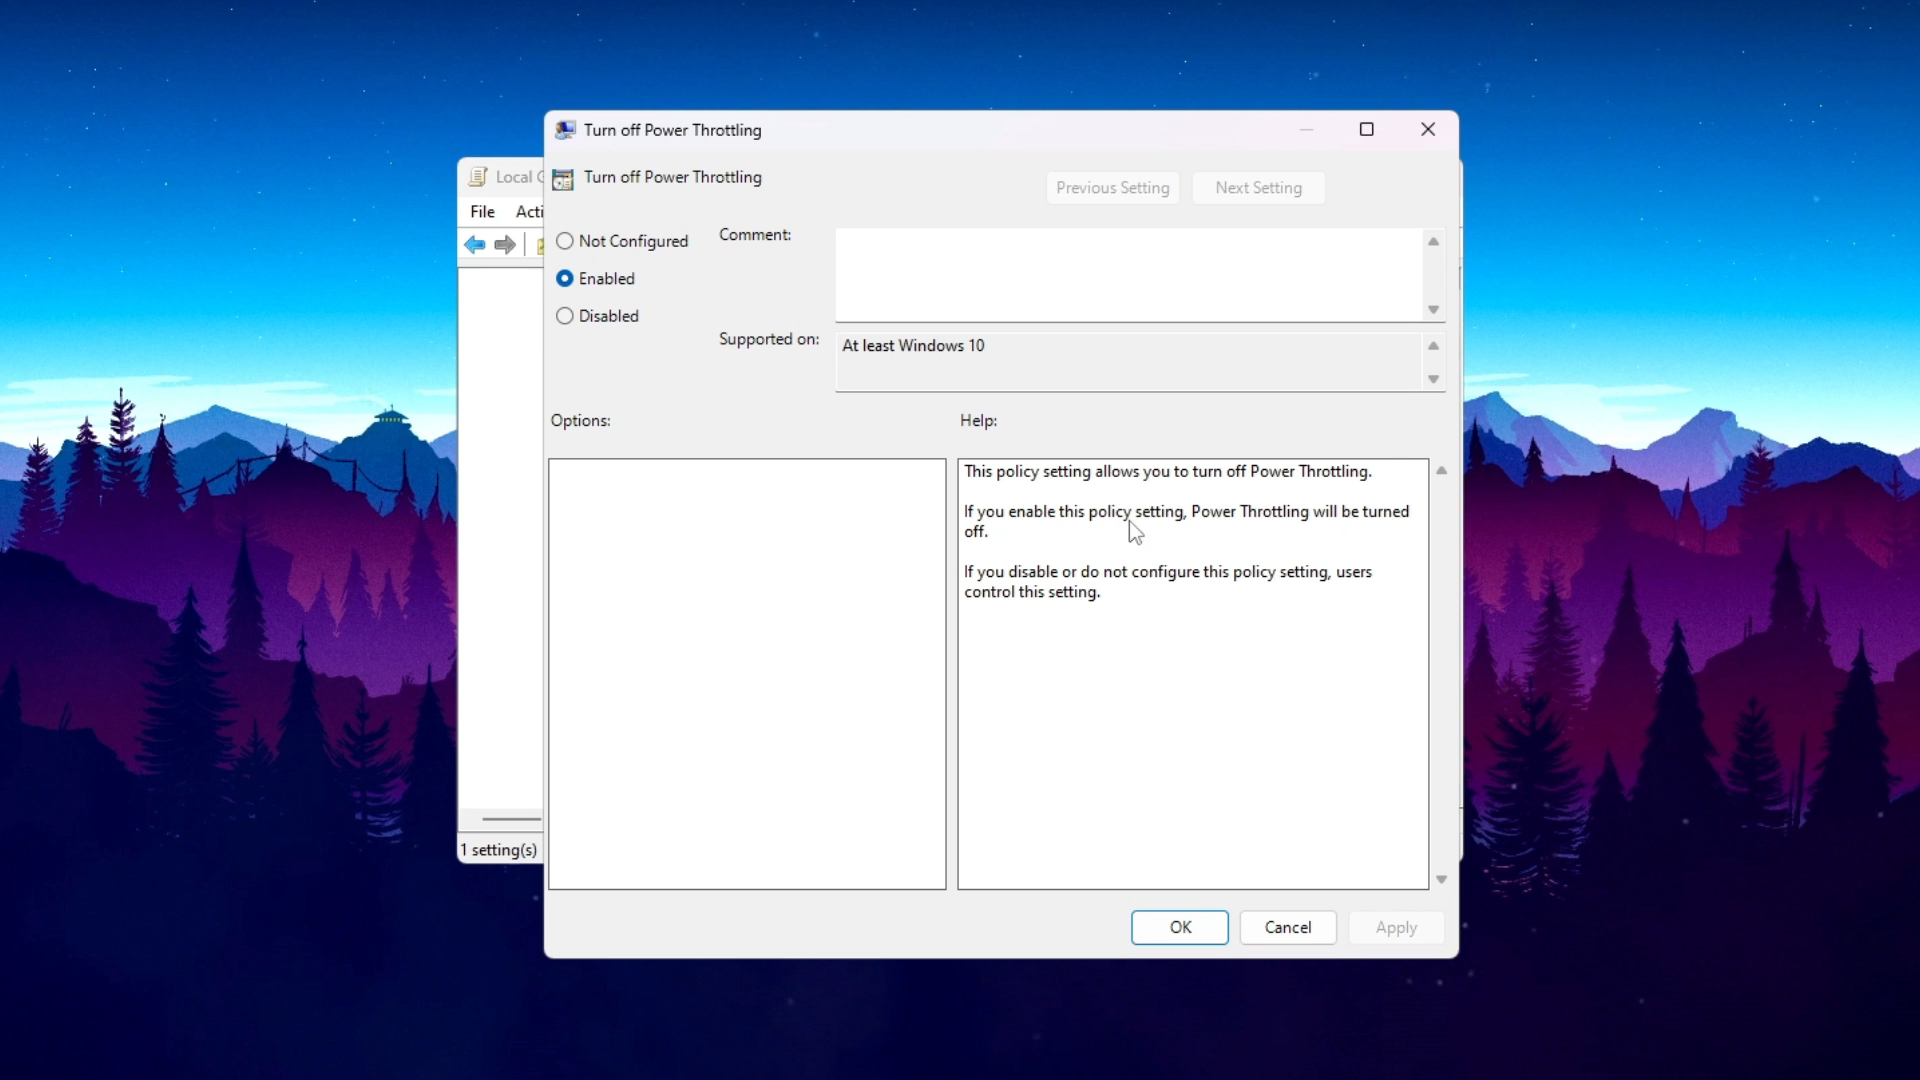 Turn off Power Throttling
Local
Turn off Power Throttling
Previous Setting
Next Setting
File
Not Configured
Comment:
Enabled
Disabled
Supported on:
At least Windows 10
Options:
Help:
This policy setting allows you to turn off Power Throttling.
If you enable this policy setting, Power Throttling will be turned
off.
If you disable or do not configure this policy setting, users
control this setting.
1 setting(s)
OK
Cancel
Apply